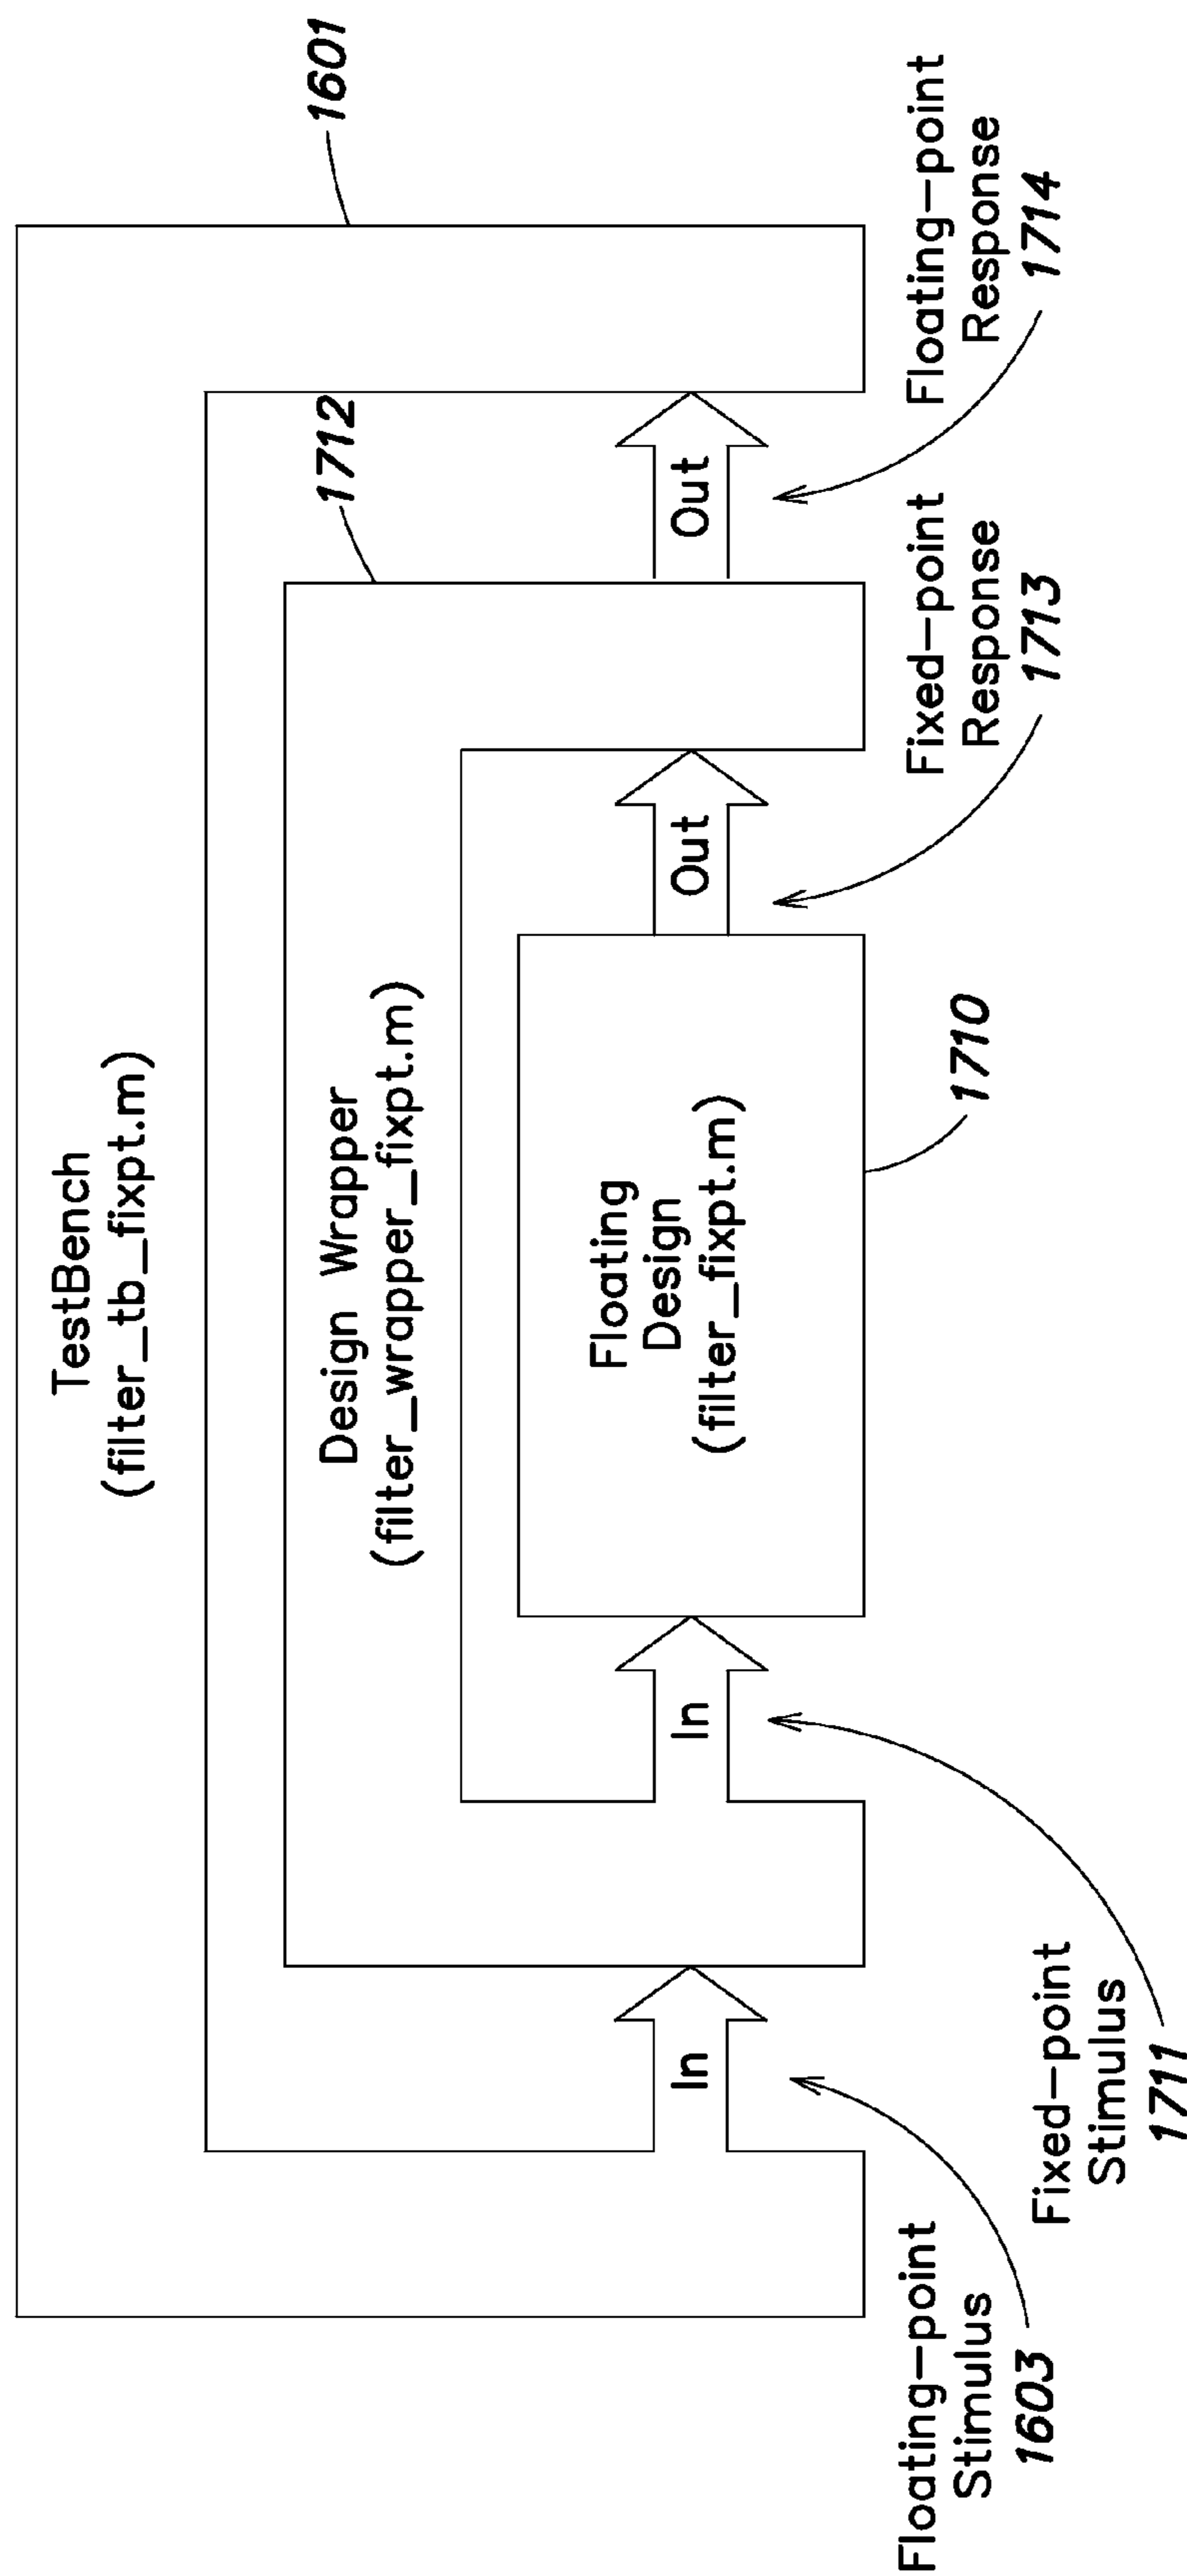 TestBench
(filter_tb_fixpt.m)
1601
Design Wrapper
(filter_wrapper_fixpt.m)
1712
Floating
Design
(filter_fixpt.m)
In
In
Out
Out
1710
Floating-point
Stimulus
1603
Fixed-point
Stimulus
1711
Fixed-point
Response
1713
Floating-point
Response
1714